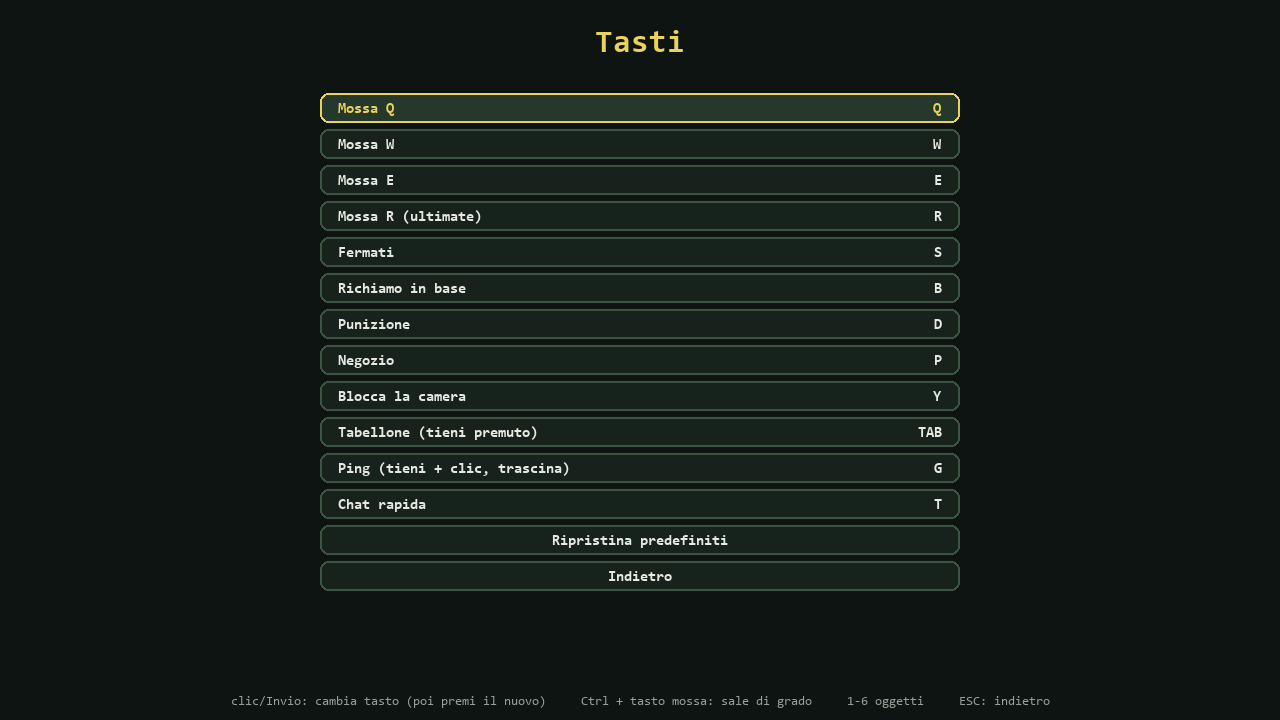 Tasti
Mossa Q Q
Mossa W W
Mossa E E
Mossa R (ultimate) R
Fermati S
Richiamo in base B
Punizione D
Negozio P
Blocca la camera Y
Tabellone (tieni premuto) TAB
Ping (tieni + clic, trascina) G
Chat rapida T
Ripristina predefiniti
Indietro
clic/Invio: cambia tasto (poi premi il nuovo) Ctrl + tasto mossa: sale di grado 1-6 oggetti ESC: indietro